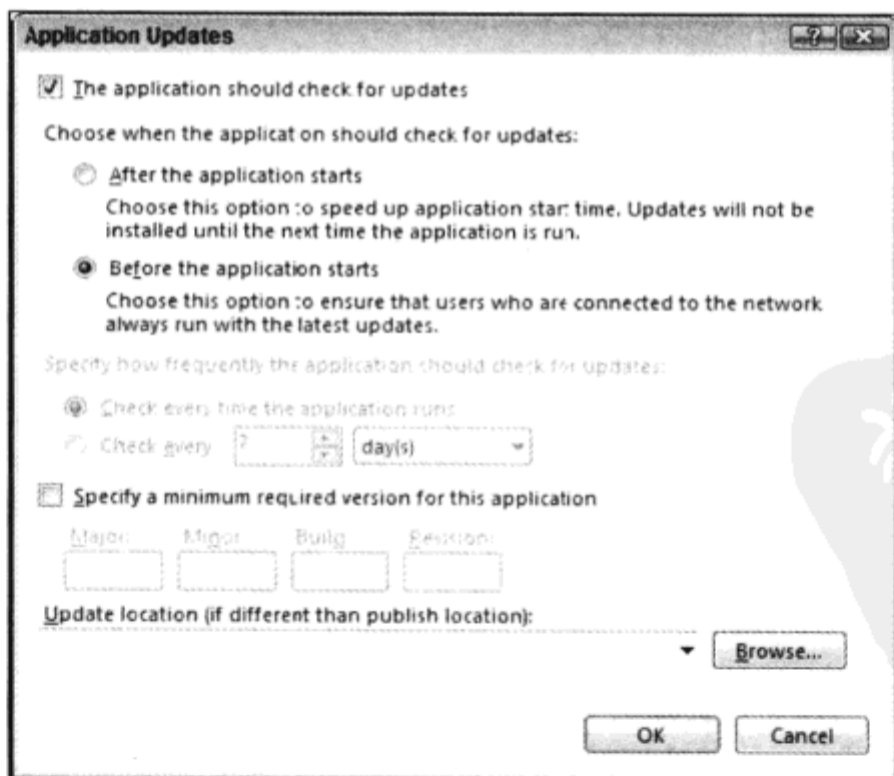 Application Updates
The application should check for updates
Choose when the application should check for updates:
After the application starts
Choose this option to speed up application start time. Updates will not be
installed until the next time the application is run.
Before the application starts
Choose this option to ensure that users who are connected to the network
always run with the latest updates.
Specify how frequently the application should check for updates:
Check every time the application runs
Check every 7 day(s)
Specify a minimum required version for this application
Major: Minor: Build: Revision:
Update location (if different than publish location):
Browse...
OK Cancel